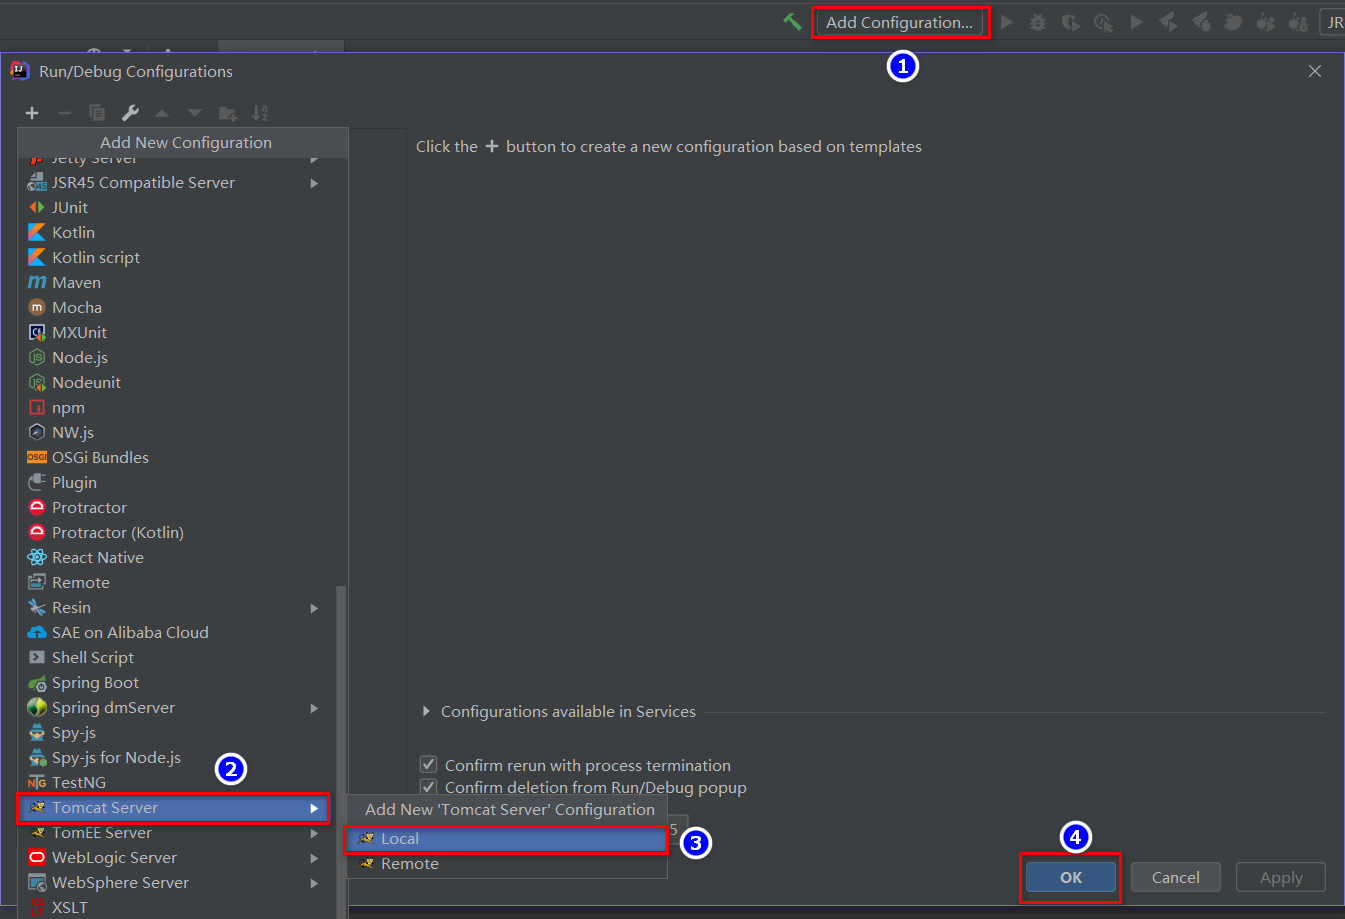 Add Configuration...
JR
1
Run/Debug Configurations
Add New Configuration
Click the + button to create a new configuration based on templates
Jetty Server
JSR45 Compatible Server
JUnit
Kotlin
Kotlin script
Maven
Mocha
MXUnit
Node.js
Nodeunit
npm
NW.js
OSGi Bundles
Plugin
Protractor
Protractor (Kotlin)
React Native
Remote
Resin
SAE on Alibaba Cloud
Shell Script
Spring Boot
Spring dmServer
Configurations available in Services
Spy-js
Spy-js for Node.js
2
Confirm rerun with process termination
TestNG
Confirm deletion from Run/Debug popup
Tomcat Server
Add New 'Tomcat Server' Configuration
5
TomEE Server
Local
3
4
WebLogic Server
Remote
WebSphere Server
OK
Cancel
Apply
XSLT